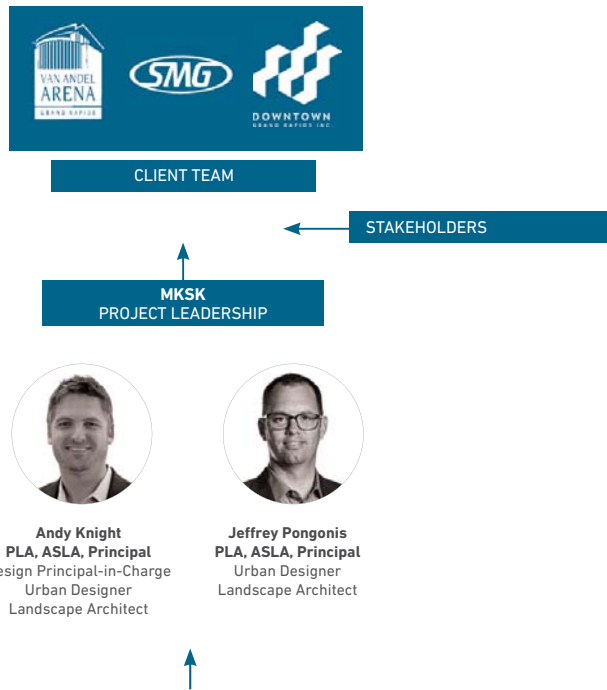 VAN ANDEL
ARENA
GRAND RAPIDS
SMG
DOWNTOWN
GRAND RAPIDS INC.
CLIENT TEAM
STAKEHOLDERS
MKSK
PROJECT LEADERSHIP
Andy Knight
PLA, ASLA, Principal
esign Principal-in-Charge
Urban Designer
Landscape Architect
Jeffrey Pongonis
PLA, ASLA, Principal
Urban Designer
Landscape Architect